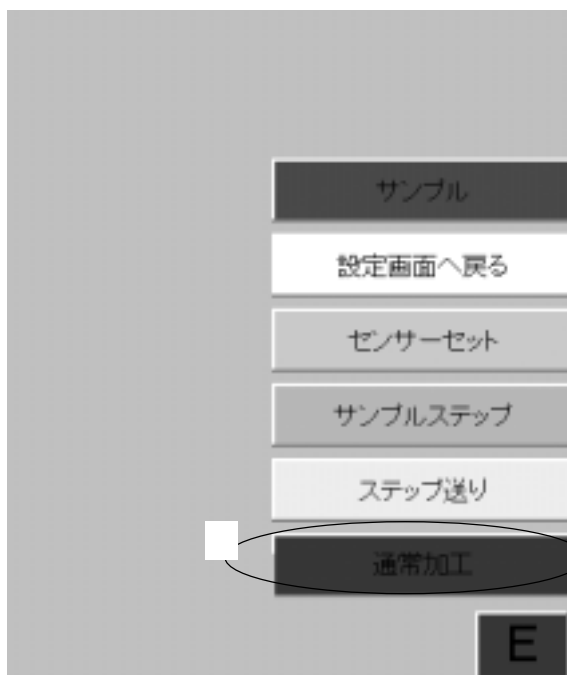 サンプル
設定画面へ戻る
センサーセット
サンプルステップ
ステップ送り
通常加工
E